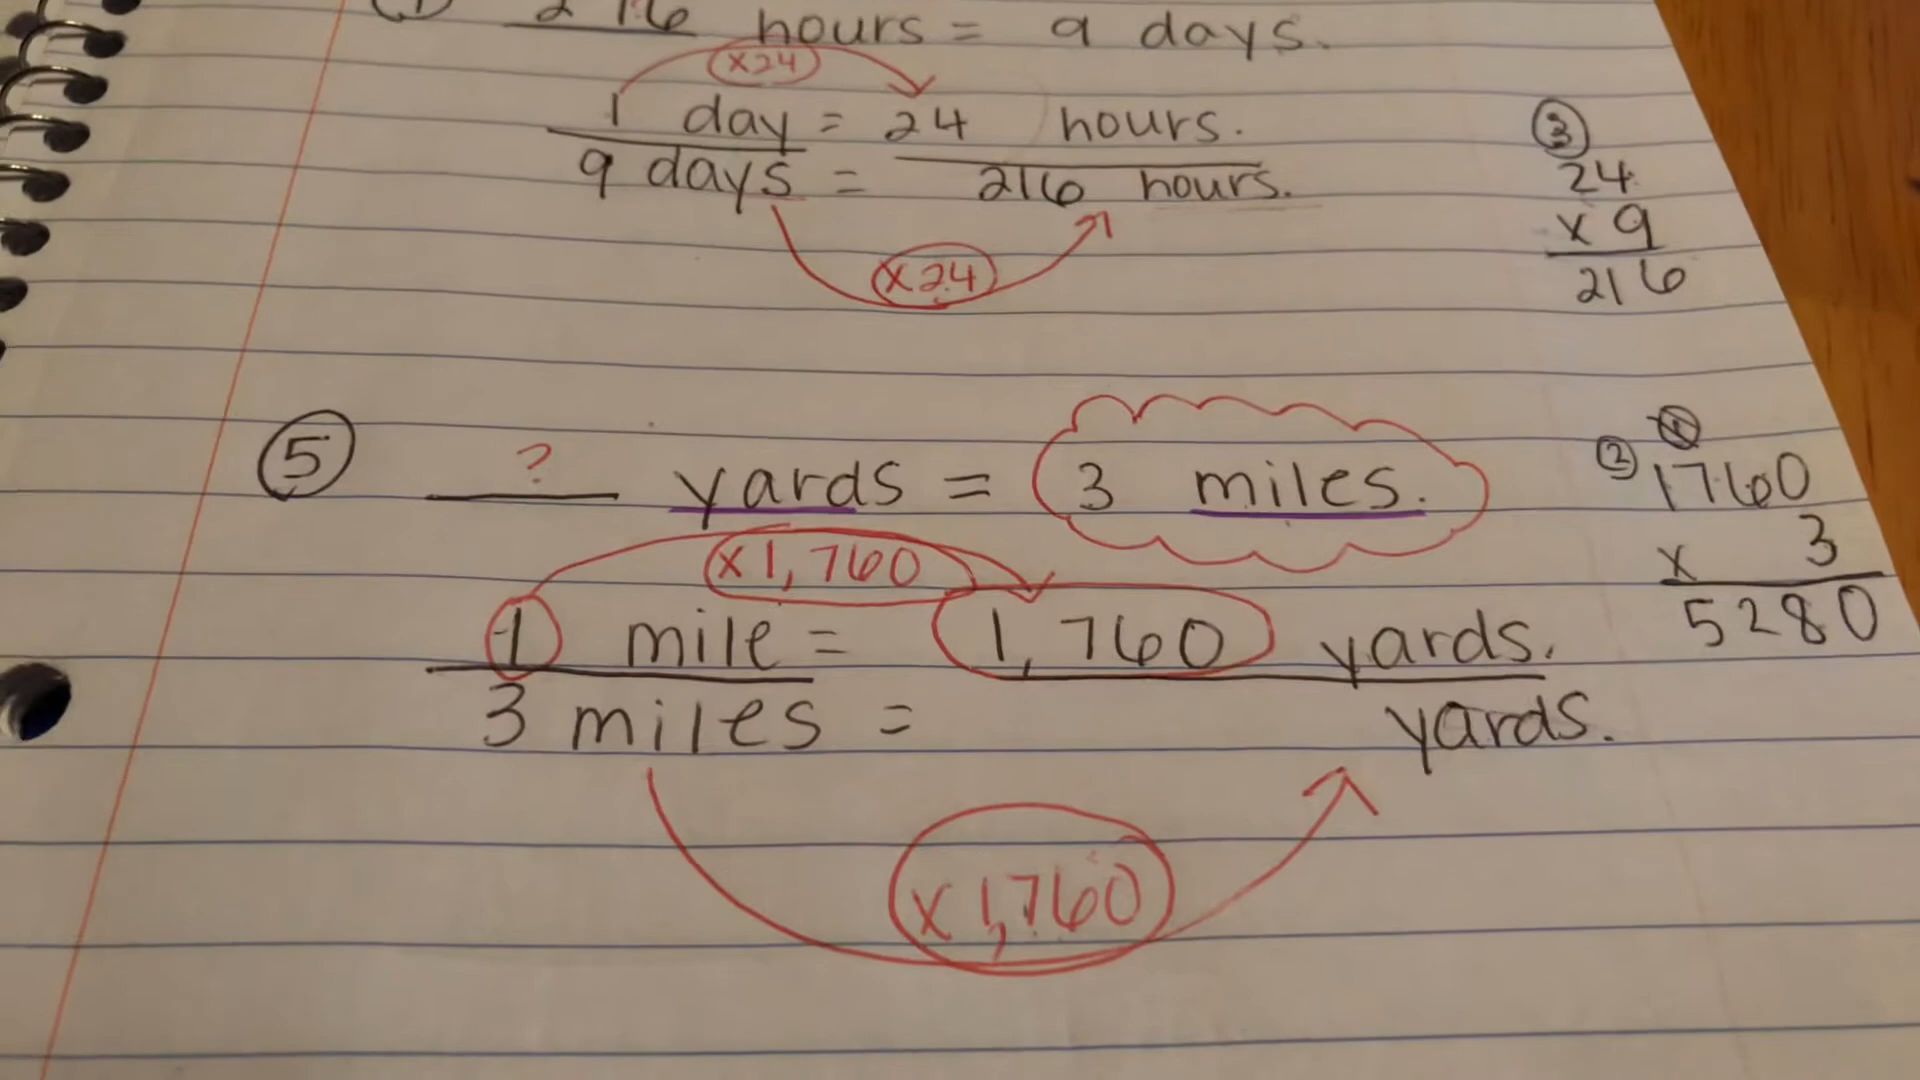 216 hours = 9 days.
x24
1 day = 24 hours.
9 days = 216 hours.
x24
3
24
x 9
216
5 ? yards = 3 miles.
x1,760
1 mile = 1,760 yards.
3 miles = yards.
x1,760
2
1760
x 3
5280